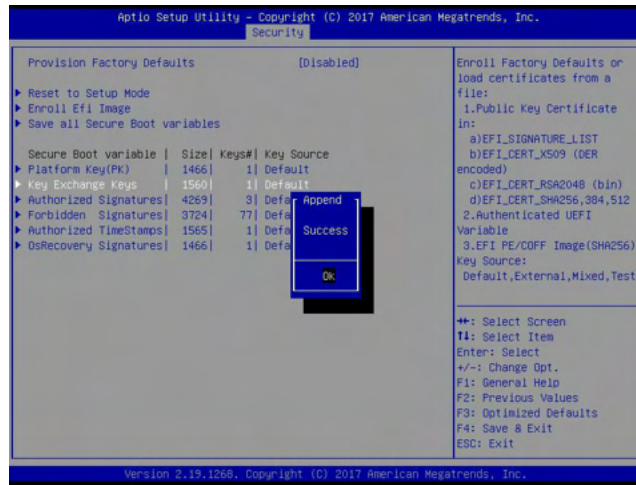 Aptio Setup Utility – Copyright (C) 2017 American Megatrends, Inc.
Security
Provision Factory Defaults [Disabled]
▶ Reset to Setup Mode
▶ Enroll Efi Image
▶ Save all Secure Boot variables
Secure Boot variable | Size| Keys#| Key Source
▶ Platform Key(PK) | 1466| 1| Default
▶ Key Exchange Keys | 1560| 1| Default
▶ Authorized Signatures| 4269| 3| Defa
▶ Forbidden Signatures| 3724| 77| Defa
▶ Authorized TimeStamps| 1565| 1| Defa
▶ OsRecovery Signatures| 1466| 1| Defa
Append
Success
Ok
Enroll Factory Defaults or
load certificates from a
file:
1.Public Key Certificate
in:
a)EFI_SIGNATURE_LIST
b)EFI_CERT_X509 (DER
encoded)
c)EFI_CERT_RSA2048 (bin)
d)EFI_CERT_SHA256,384,512
2.Authenticated UEFI
Variable
3.EFI PE/COFF Image(SHA256)
Key Source:
Default,External,Mixed,Test
→←: Select Screen
↑↓: Select Item
Enter: Select
+/-: Change Opt.
F1: General Help
F2: Previous Values
F3: Optimized Defaults
F4: Save & Exit
ESC: Exit
Version 2.19.1268. Copyright (C) 2017 American Megatrends, Inc.